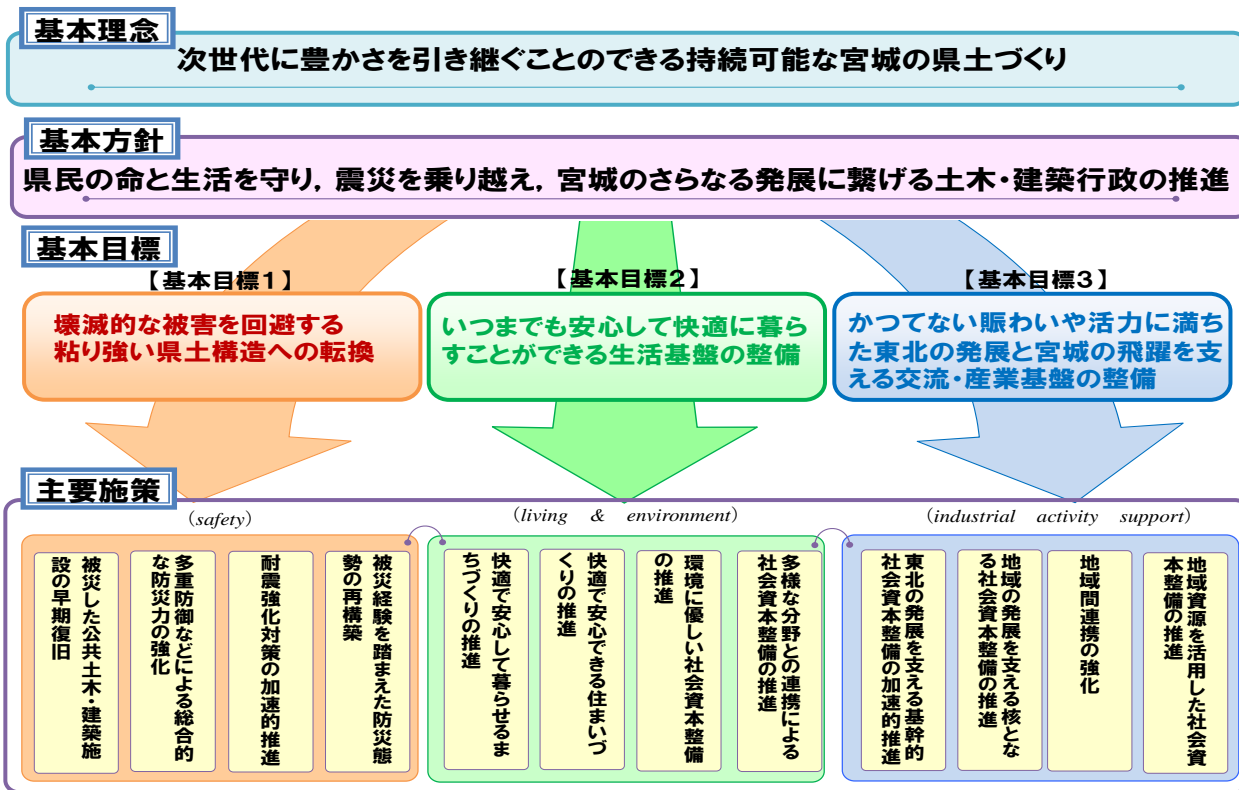 基本理念
次世代に豊かさを引き継ぐことのできる持続可能な宮城の県土づくり
基本方針
県民の命と生活を守り，震災を乗り越え，宮城のさらなる発展に繋げる土木・建築行政の推進
基本目標
【基本目標1】
壊滅的な被害を回避する
粘り強い県土構造への転換
【基本目標2】
いつまでも安心して快適に暮ら
すことができる生活基盤の整備
【基本目標3】
かつてない賑わいや活力に満ち
た東北の発展と宮城の飛躍を支
える交流・産業基盤の整備
主要施策
（safety）
被災した公共土木・建築施
設の早期復旧
多重防御などによる総合的
な防災力の強化
耐震強化対策の加速的推進
被災経験を踏まえた防災態
勢の再構築
（living & environment）
快適で安心して暮らせるま
ちづくりの推進
快適で安心できる住まいづ
くりの推進
環境に優しい社会資本整備
の推進
多様な分野との連携による
社会資本整備の推進
（industrial activity support）
東北の発展を支える基幹的
社会資本整備の加速的推進
地域の発展を支える核とな
る社会資本整備の推進
地域間連携の強化
地域資源を活用した社会資
本整備の推進